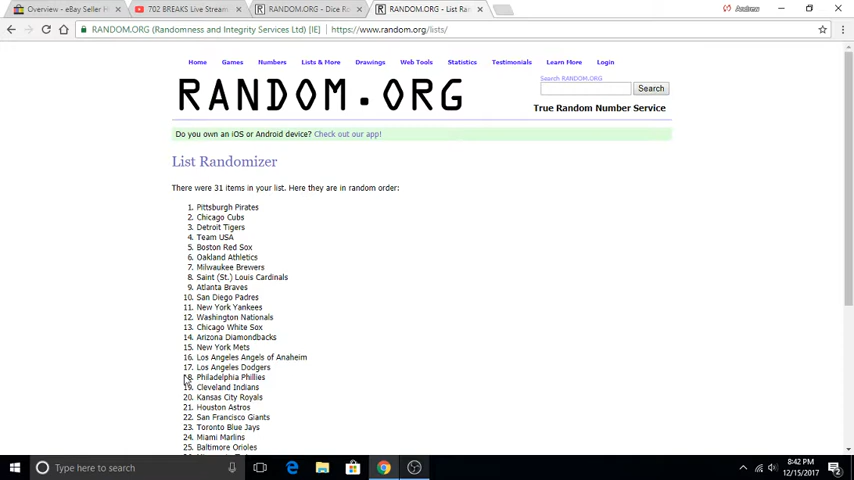 Overview - eBay Seller H
702 BREAKS Live Stream
RANDOM.ORG - Dice Ro
RANDOM.ORG - List Ran
Andrew
RANDOM.ORG (Randomness and Integrity Services Ltd) [IE]
https://www.random.org/lists/
Home Games Numbers Lists & More Drawings Web Tools Statistics Testimonials Learn More Login
RANDOM.ORG
Search RANDOM.ORG
Search
True Random Number Service
Do you own an iOS or Android device? Check out our app!
List Randomizer
There were 31 items in your list. Here they are in random order:
1. Pittsburgh Pirates
2. Chicago Cubs
3. Detroit Tigers
4. Team USA
5. Boston Red Sox
6. Oakland Athletics
7. Milwaukee Brewers
8. Saint (St.) Louis Cardinals
9. Atlanta Braves
10. San Diego Padres
11. New York Yankees
12. Washington Nationals
13. Chicago White Sox
14. Arizona Diamondbacks
15. New York Mets
16. Los Angeles Angels of Anaheim
17. Los Angeles Dodgers
18. Philadelphia Phillies
19. Cleveland Indians
20. Kansas City Royals
21. Houston Astros
22. San Francisco Giants
23. Toronto Blue Jays
24. Miami Marlins
25. Baltimore Orioles
Type here to search
8:42 PM
12/15/2017
2